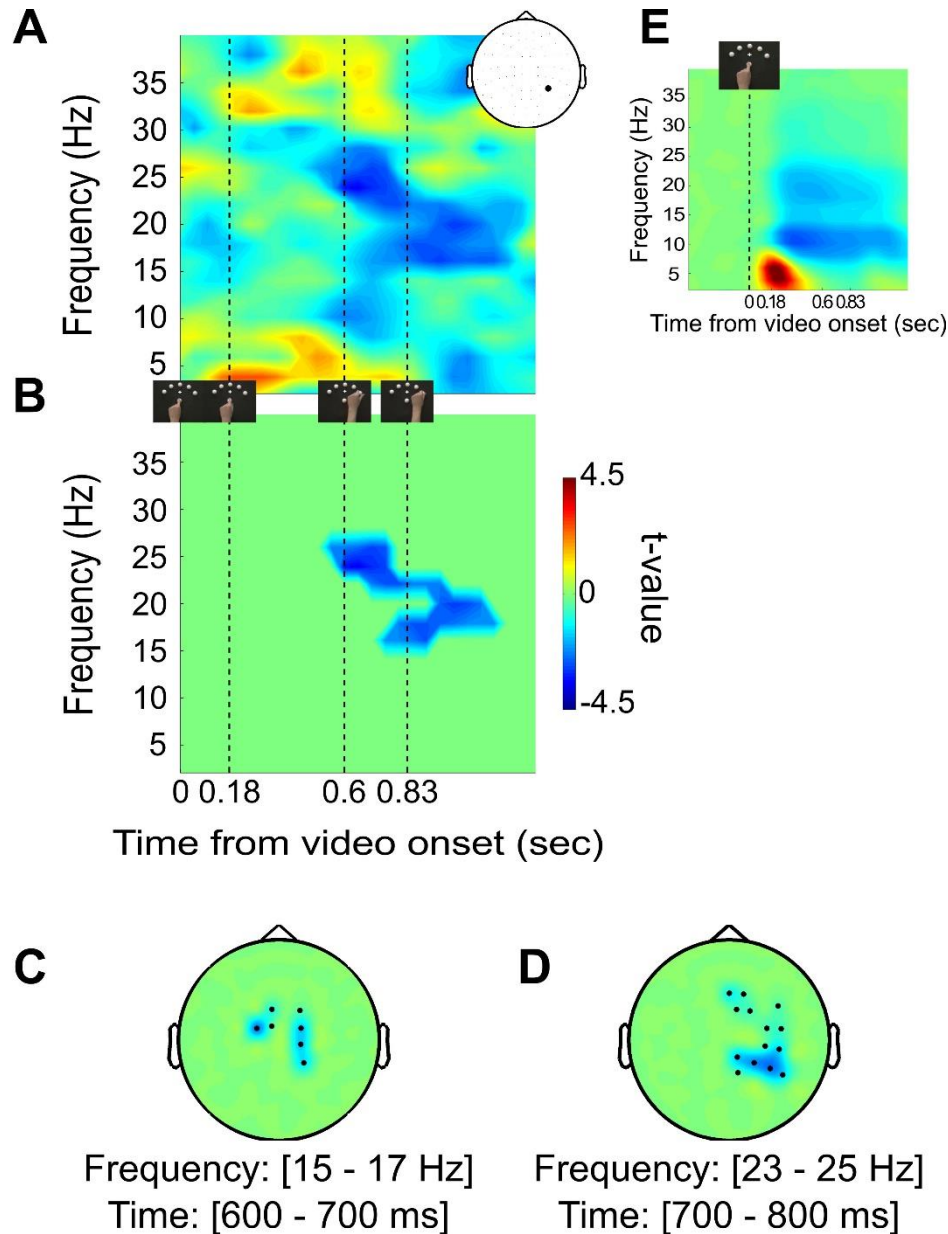 A
Frequency (Hz)
35
30
25
20
15
10
5
B
Frequency (Hz)
35
30
25
20
15
10
5
0 0.18 0.6 0.83
Time from video onset (sec)
4.5
0
-4.5
t-value
E
Frequency (Hz)
35
30
25
20
15
10
5
0 0.18 0.6 0.83
Time from video onset (sec)
C
Frequency: [15 - 17 Hz]
Time: [600 - 700 ms]
D
Frequency: [23 - 25 Hz]
Time: [700 - 800 ms]